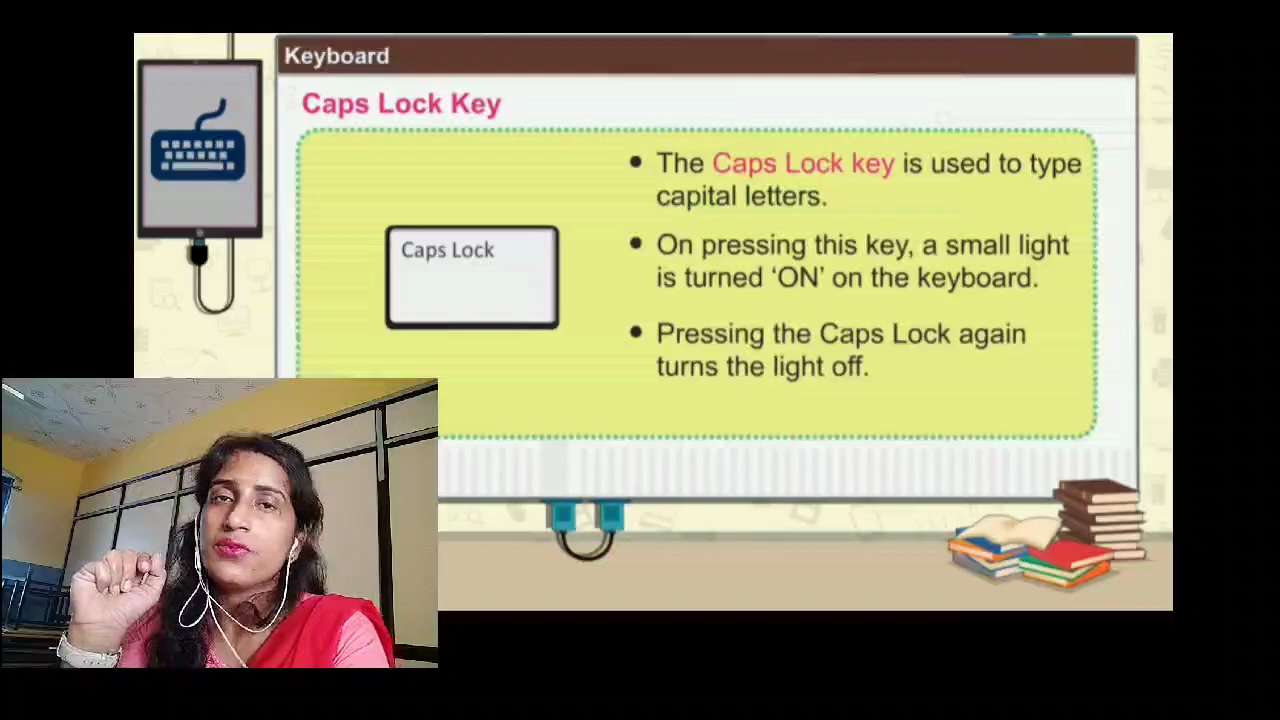 Keyboard
Caps Lock Key
Caps Lock
• The Caps Lock key is used to type
capital letters.
• On pressing this key, a small light
is turned ‘ON’ on the keyboard.
• Pressing the Caps Lock again
turns the light off.